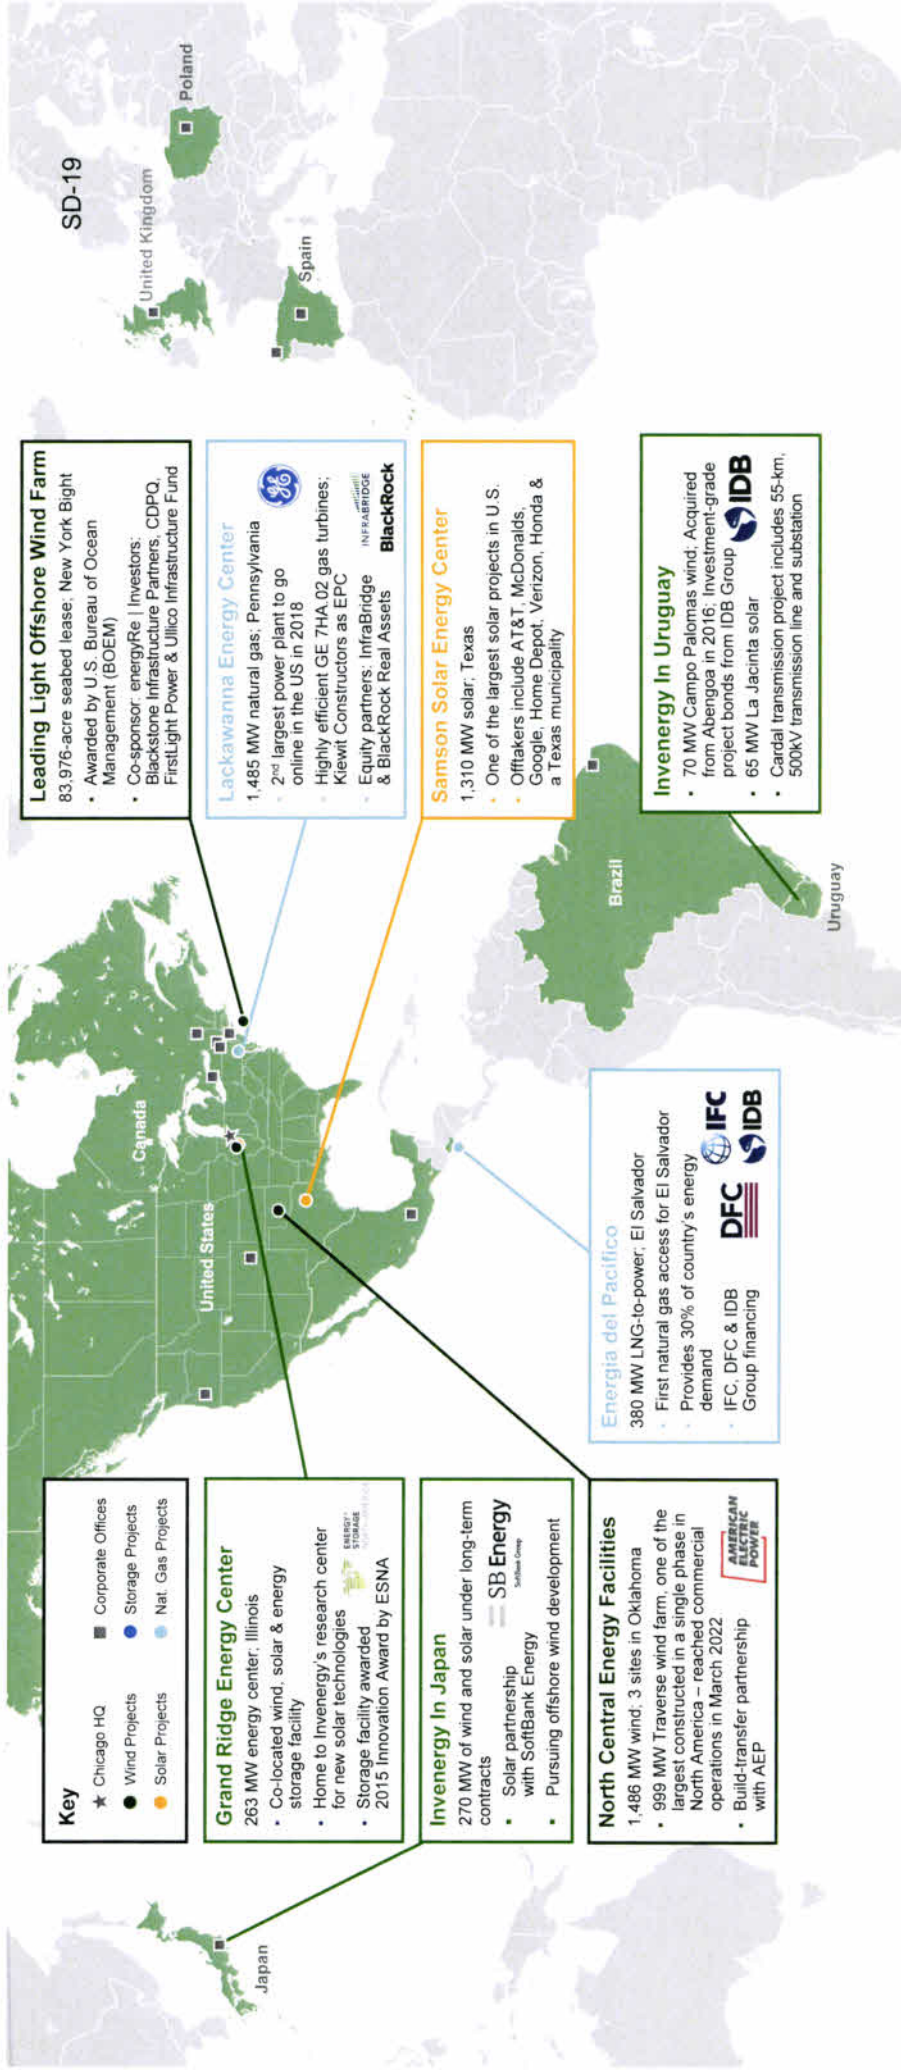 SD-19
Key
Chicago HQ
Corporate Offices
Wind Projects
Storage Projects
Solar Projects
Nat. Gas Projects
Grand Ridge Energy Center
263 MW energy center; Illinois
• Co-located wind, solar & energy
storage facility
• Home to Invenergy's research center
for new solar technologies
• Storage facility awarded
2015 Innovation Award by ESNA
ENERGY
STORAGE
Invenergy In Japan
270 MW of wind and solar under long-term
contracts
• Solar partnership
with SoftBank Energy
• Pursuing offshore wind development
SB Energy
SoftBank Group
North Central Energy Facilities
1,486 MW wind; 3 sites in Oklahoma
• 999 MW Traverse wind farm, one of the
largest constructed in a single phase in
North America – reached commercial
operations in March 2022
• Build-transfer partnership
with AEP
AMERICAN
ELECTRIC
POWER
Energía del Pacífico
380 MW LNG-to-power; El Salvador
• First natural gas access for El Salvador
• Provides 30% of country's energy
demand
• IFC, DFC & IDB
Group financing
IFC
DFC
IDB
Leading Light Offshore Wind Farm
83,976-acre seabed lease; New York Bight
• Awarded by U.S. Bureau of Ocean
Management (BOEM)
• Co-sponsor: energyRe | Investors:
Blackstone Infrastructure Partners, CDPQ,
FirstLight Power & Ullico Infrastructure Fund
Lackawanna Energy Center
1,485 MW natural gas; Pennsylvania
• 2nd largest power plant to go
online in the US in 2018
• Highly efficient GE 7HA.02 gas turbines;
Kiewit Constructors as EPC
• Equity partners: InfraBridge
& BlackRock Real Assets
GE
INFRABRIDGE
BlackRock
Samson Solar Energy Center
1,310 MW solar; Texas
• One of the largest solar projects in U.S.
• Offtakers include AT&T, McDonalds,
Google, Home Depot, Verizon, Honda &
a Texas municipality
Invenergy In Uruguay
• 70 MW Campo Palomas wind; Acquired
from Abengoa in 2016; Investment-grade
project bonds from IDB Group
• 65 MW La Jacinta solar
• Cardal transmission project includes 55-km,
500kV transmission line and substation
IDB
Japan
Canada
United States
Brazil
Uruguay
United Kingdom
Spain
Poland